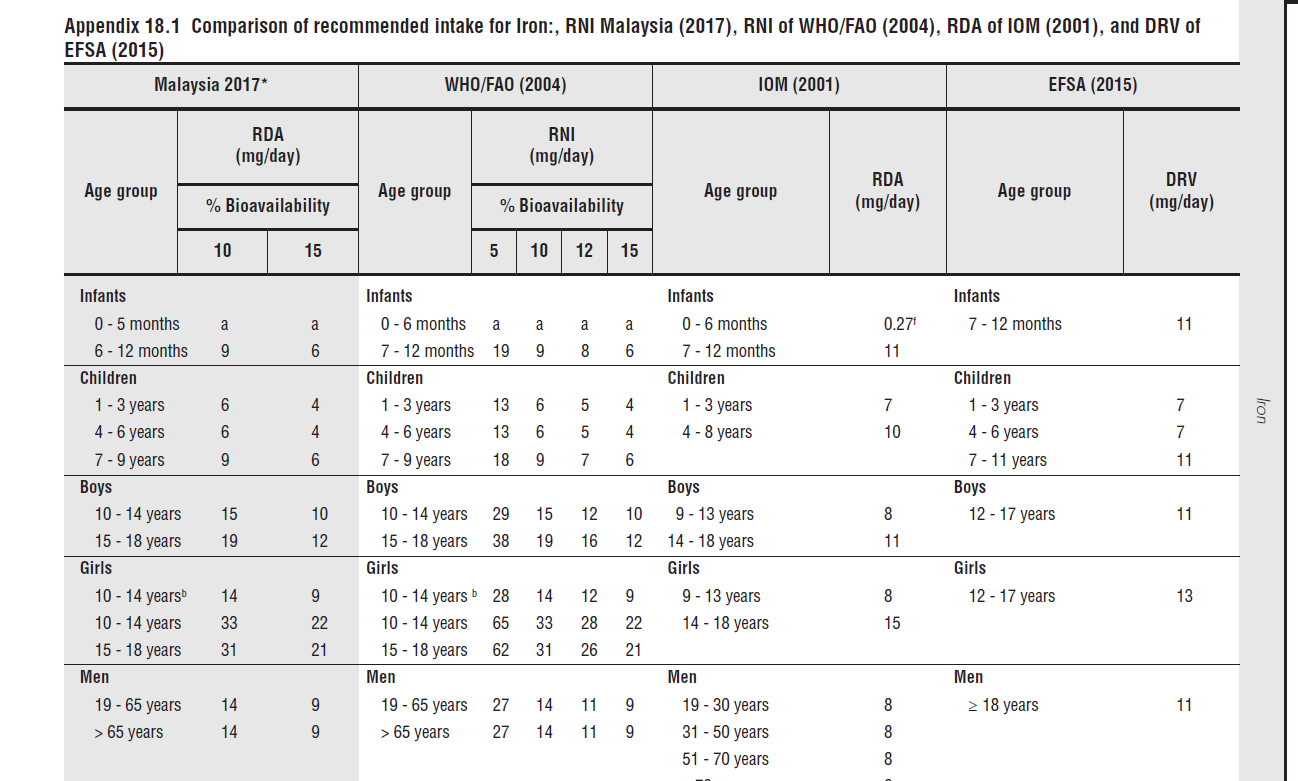 Appendix 18.1 Comparison of recommended intake for Iron:, RNI Malaysia (2017), RNI of WHO/FAO (2004), RDA of IOM (2001), and DRV of
EFSA (2015)
Malaysia 2017* WHO/FAO (2004) IOM (2001) EFSA (2015)
Age group RDA (mg/day) Age group RNI (mg/day) Age group RDA (mg/day) Age group DRV (mg/day)
% Bioavailability % Bioavailability
10 15 5 10 12 15
Infants Infants Infants Infants
0 - 5 months a a 0 - 6 months a a a a 0 - 6 months 0.27f 7 - 12 months 11
6 - 12 months 9 6 7 - 12 months 19 9 8 6 7 - 12 months 11
Children Children Children Children
1 - 3 years 6 4 1 - 3 years 13 6 5 4 1 - 3 years 7 1 - 3 years 7
4 - 6 years 6 4 4 - 6 years 13 6 5 4 4 - 8 years 10 4 - 6 years 7
7 - 9 years 9 6 7 - 9 years 18 9 7 6 7 - 11 years 11
Boys Boys Boys Boys
10 - 14 years 15 10 10 - 14 years 29 15 12 10 9 - 13 years 8 12 - 17 years 11
15 - 18 years 19 12 15 - 18 years 38 19 16 12 14 - 18 years 11
Girls Girls Girls Girls
10 - 14 yearsb 14 9 10 - 14 years b 28 14 12 9 9 - 13 years 8 12 - 17 years 13
10 - 14 years 33 22 10 - 14 years 65 33 28 22 14 - 18 years 15
15 - 18 years 31 21 15 - 18 years 62 31 26 21
Men Men Men Men
19 - 65 years 14 9 19 - 65 years 27 14 11 9 19 - 30 years 8 ≥ 18 years 11
> 65 years 14 9 > 65 years 27 14 11 9 31 - 50 years 8
51 - 70 years 8
Iron